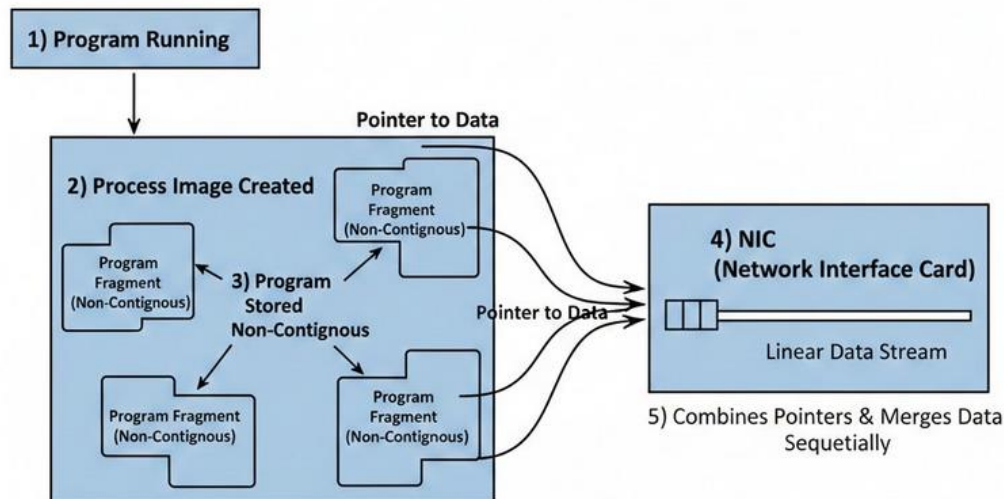 1) Program Running
Pointer to Data
2) Process Image Created
Program
Fragment
(Non-Contignous)
Program
Fragment
(Non-Contignous)
3) Program
Stored
Non-Contignous
Pointer to Data
Program Fragment
(Non-Contignous)
Program
Fragment
(Non-Contignous)
4) NIC
(Network Interface Card)
Linear Data Stream
5) Combines Pointers & Merges Data
Sequetially